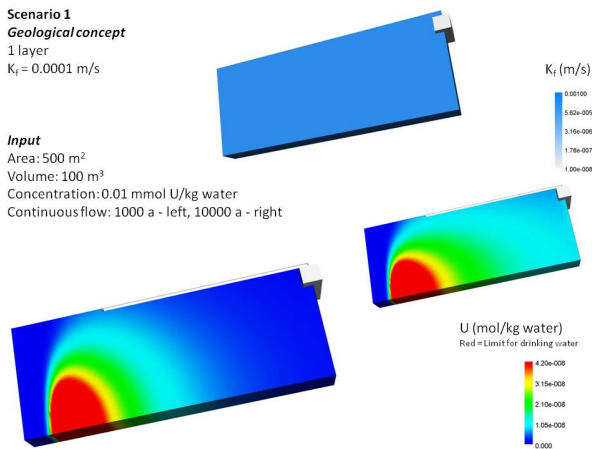 Scenario 1
Geological concept
1 layer
Kf = 0.0001 m/s
Input
Area: 500 m²
Volume: 100 m³
Concentration: 0.01 mmol U/kg water
Continuous flow: 1000 a - left, 10000 a - right
Kf (m/s)
0.00100
5.62e-005
3.16e-006
1.78e-007
1.00e-008
U (mol/kg water)
Red = Limit for drinking water
4.20e-008
3.15e-008
2.10e-008
1.05e-008
0.000